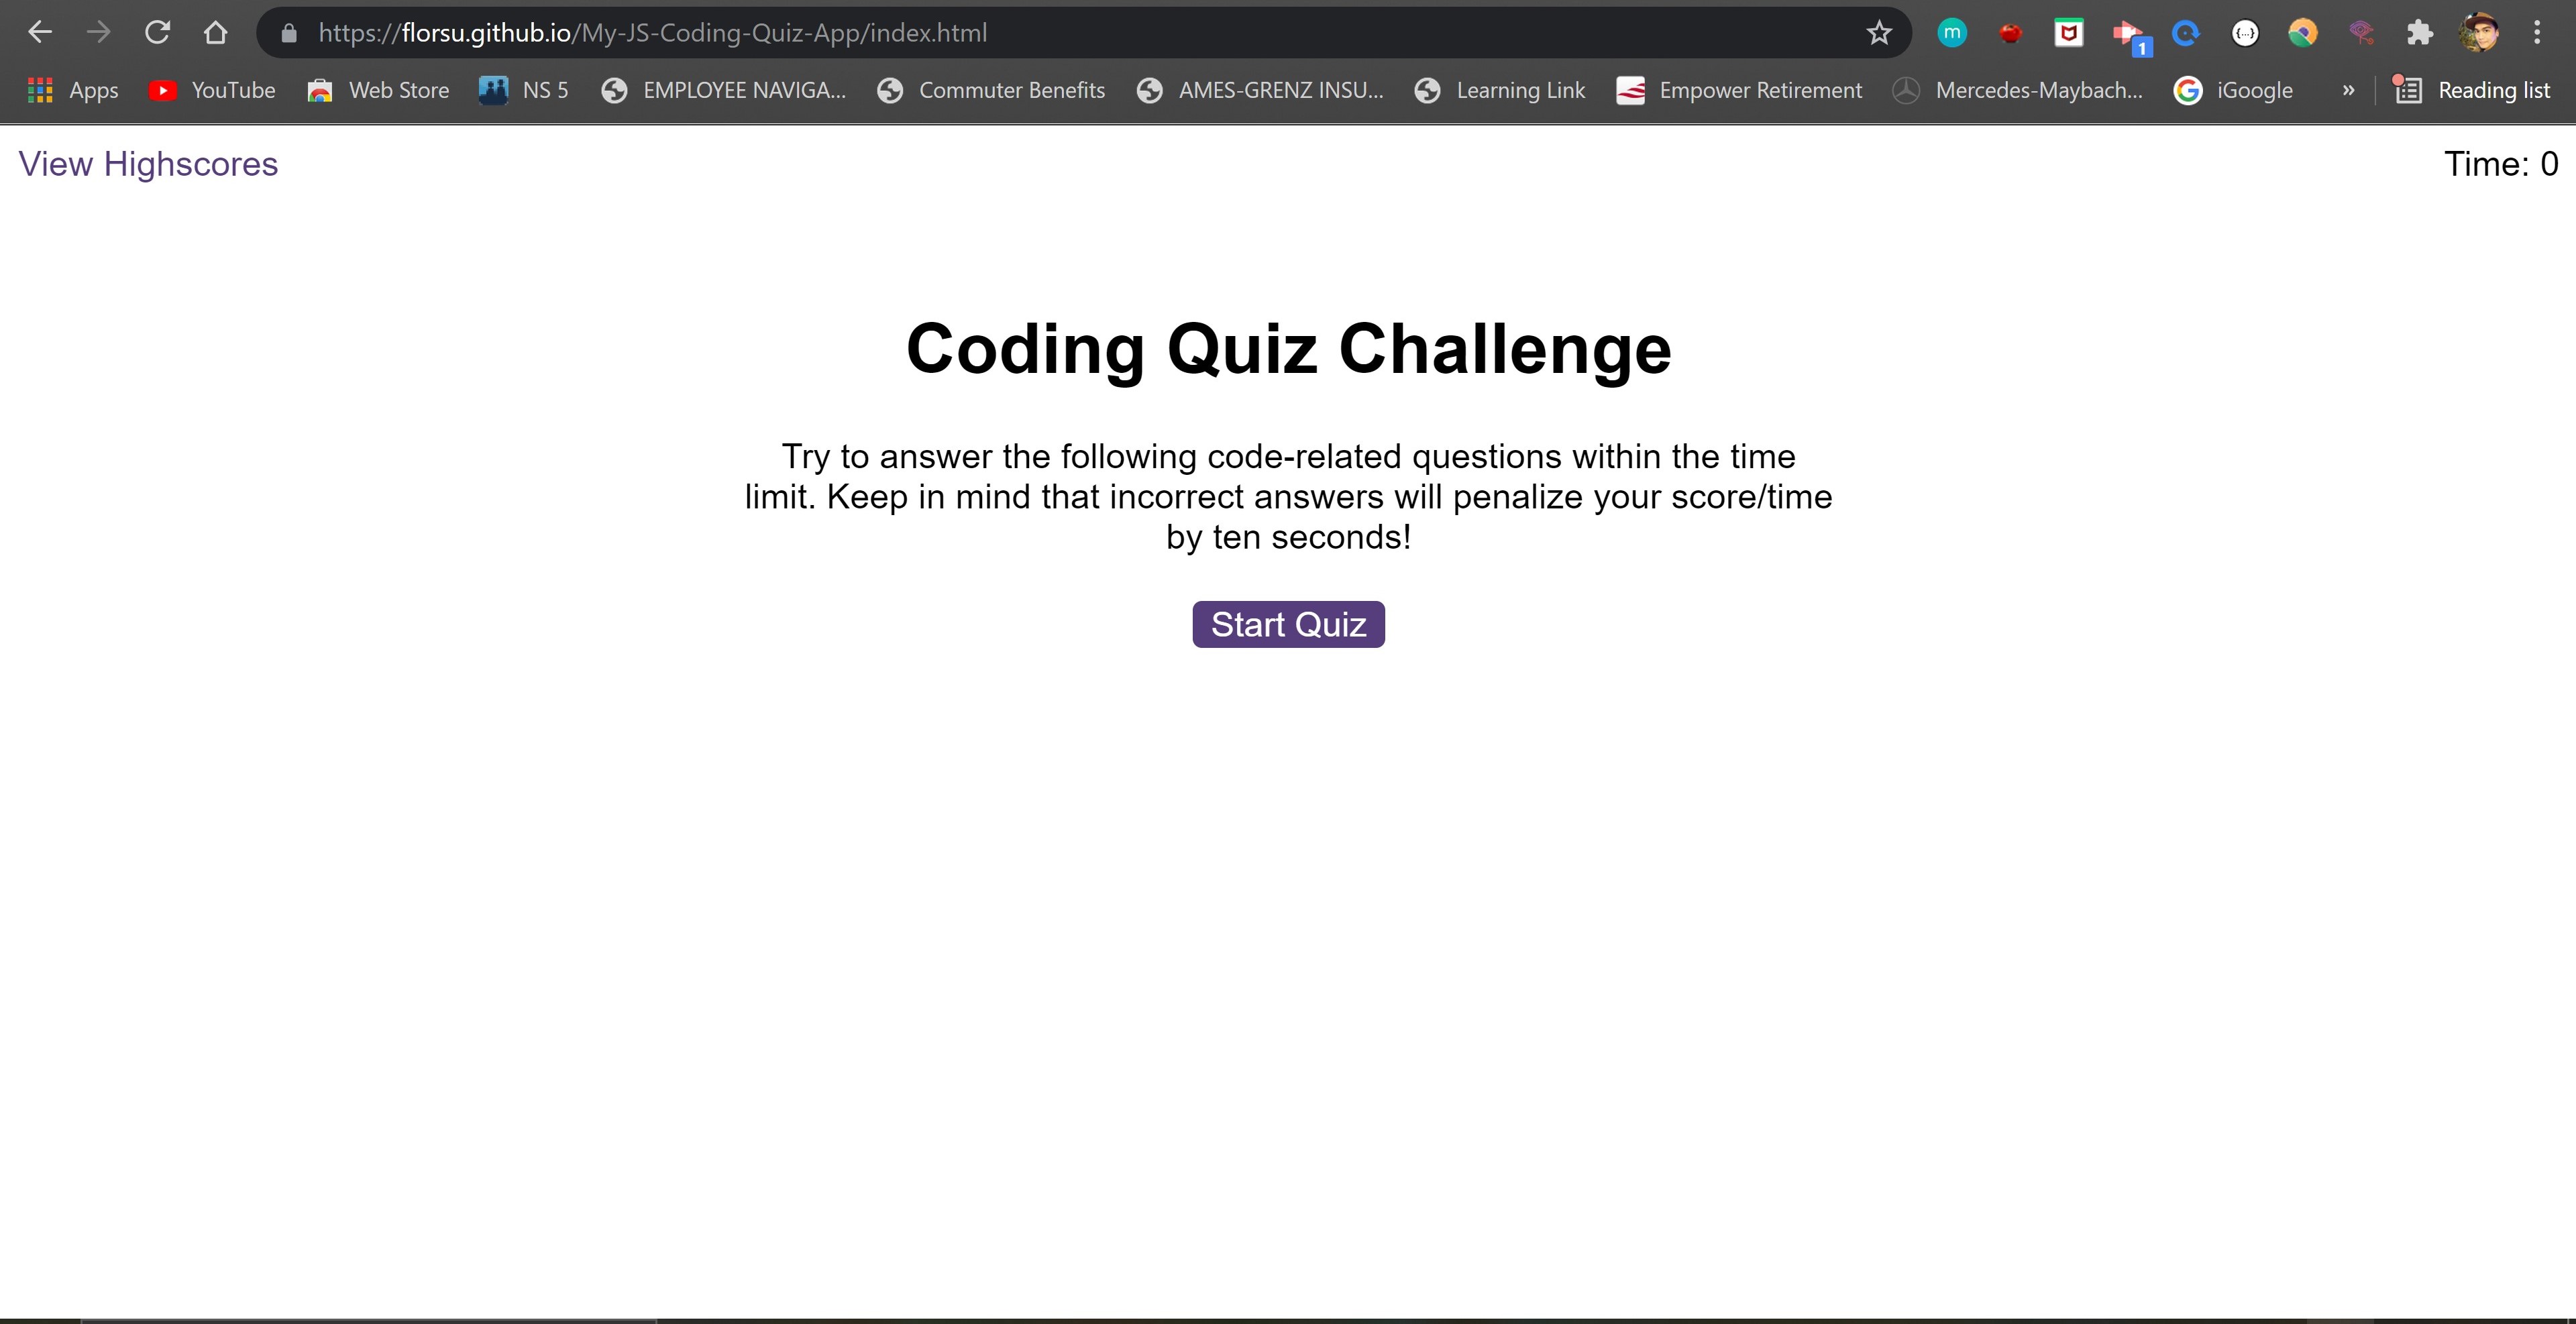 https://florsu.github.io/My-JS-Coding-Quiz-App/index.html
m
1
{...}
Apps YouTube Web Store NS 5 EMPLOYEE NAVIGA... Commuter Benefits AMES-GRENZ INSU... Learning Link Empower Retirement Mercedes-Maybach... iGoogle » Reading list
View Highscores
Time: 0
Coding Quiz Challenge
Try to answer the following code-related questions within the time
limit. Keep in mind that incorrect answers will penalize your score/time
by ten seconds!
Start Quiz